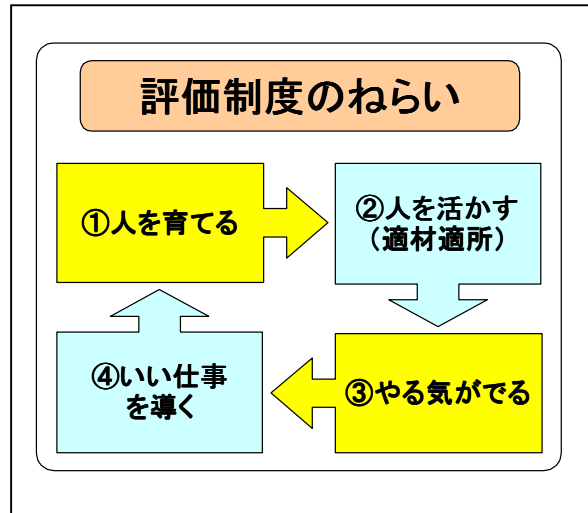 評価制度のねらい
①人を育てる
②人を活かす
（適材適所）
③やる気がでる
④いい仕事
を導く